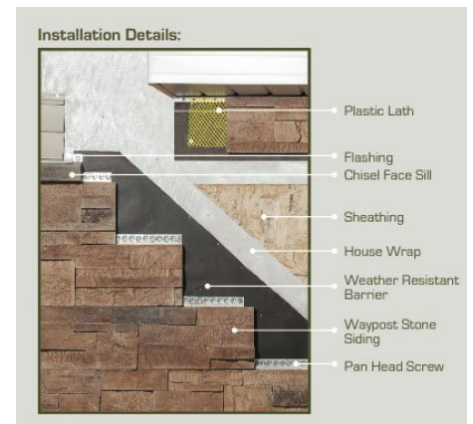 Installation Details:
Plastic Lath
Flashing
Chisel Face Sill
Sheathing
House Wrap
Weather Resistant
Barrier
Waypost Stone
Siding
Pan Head Screw